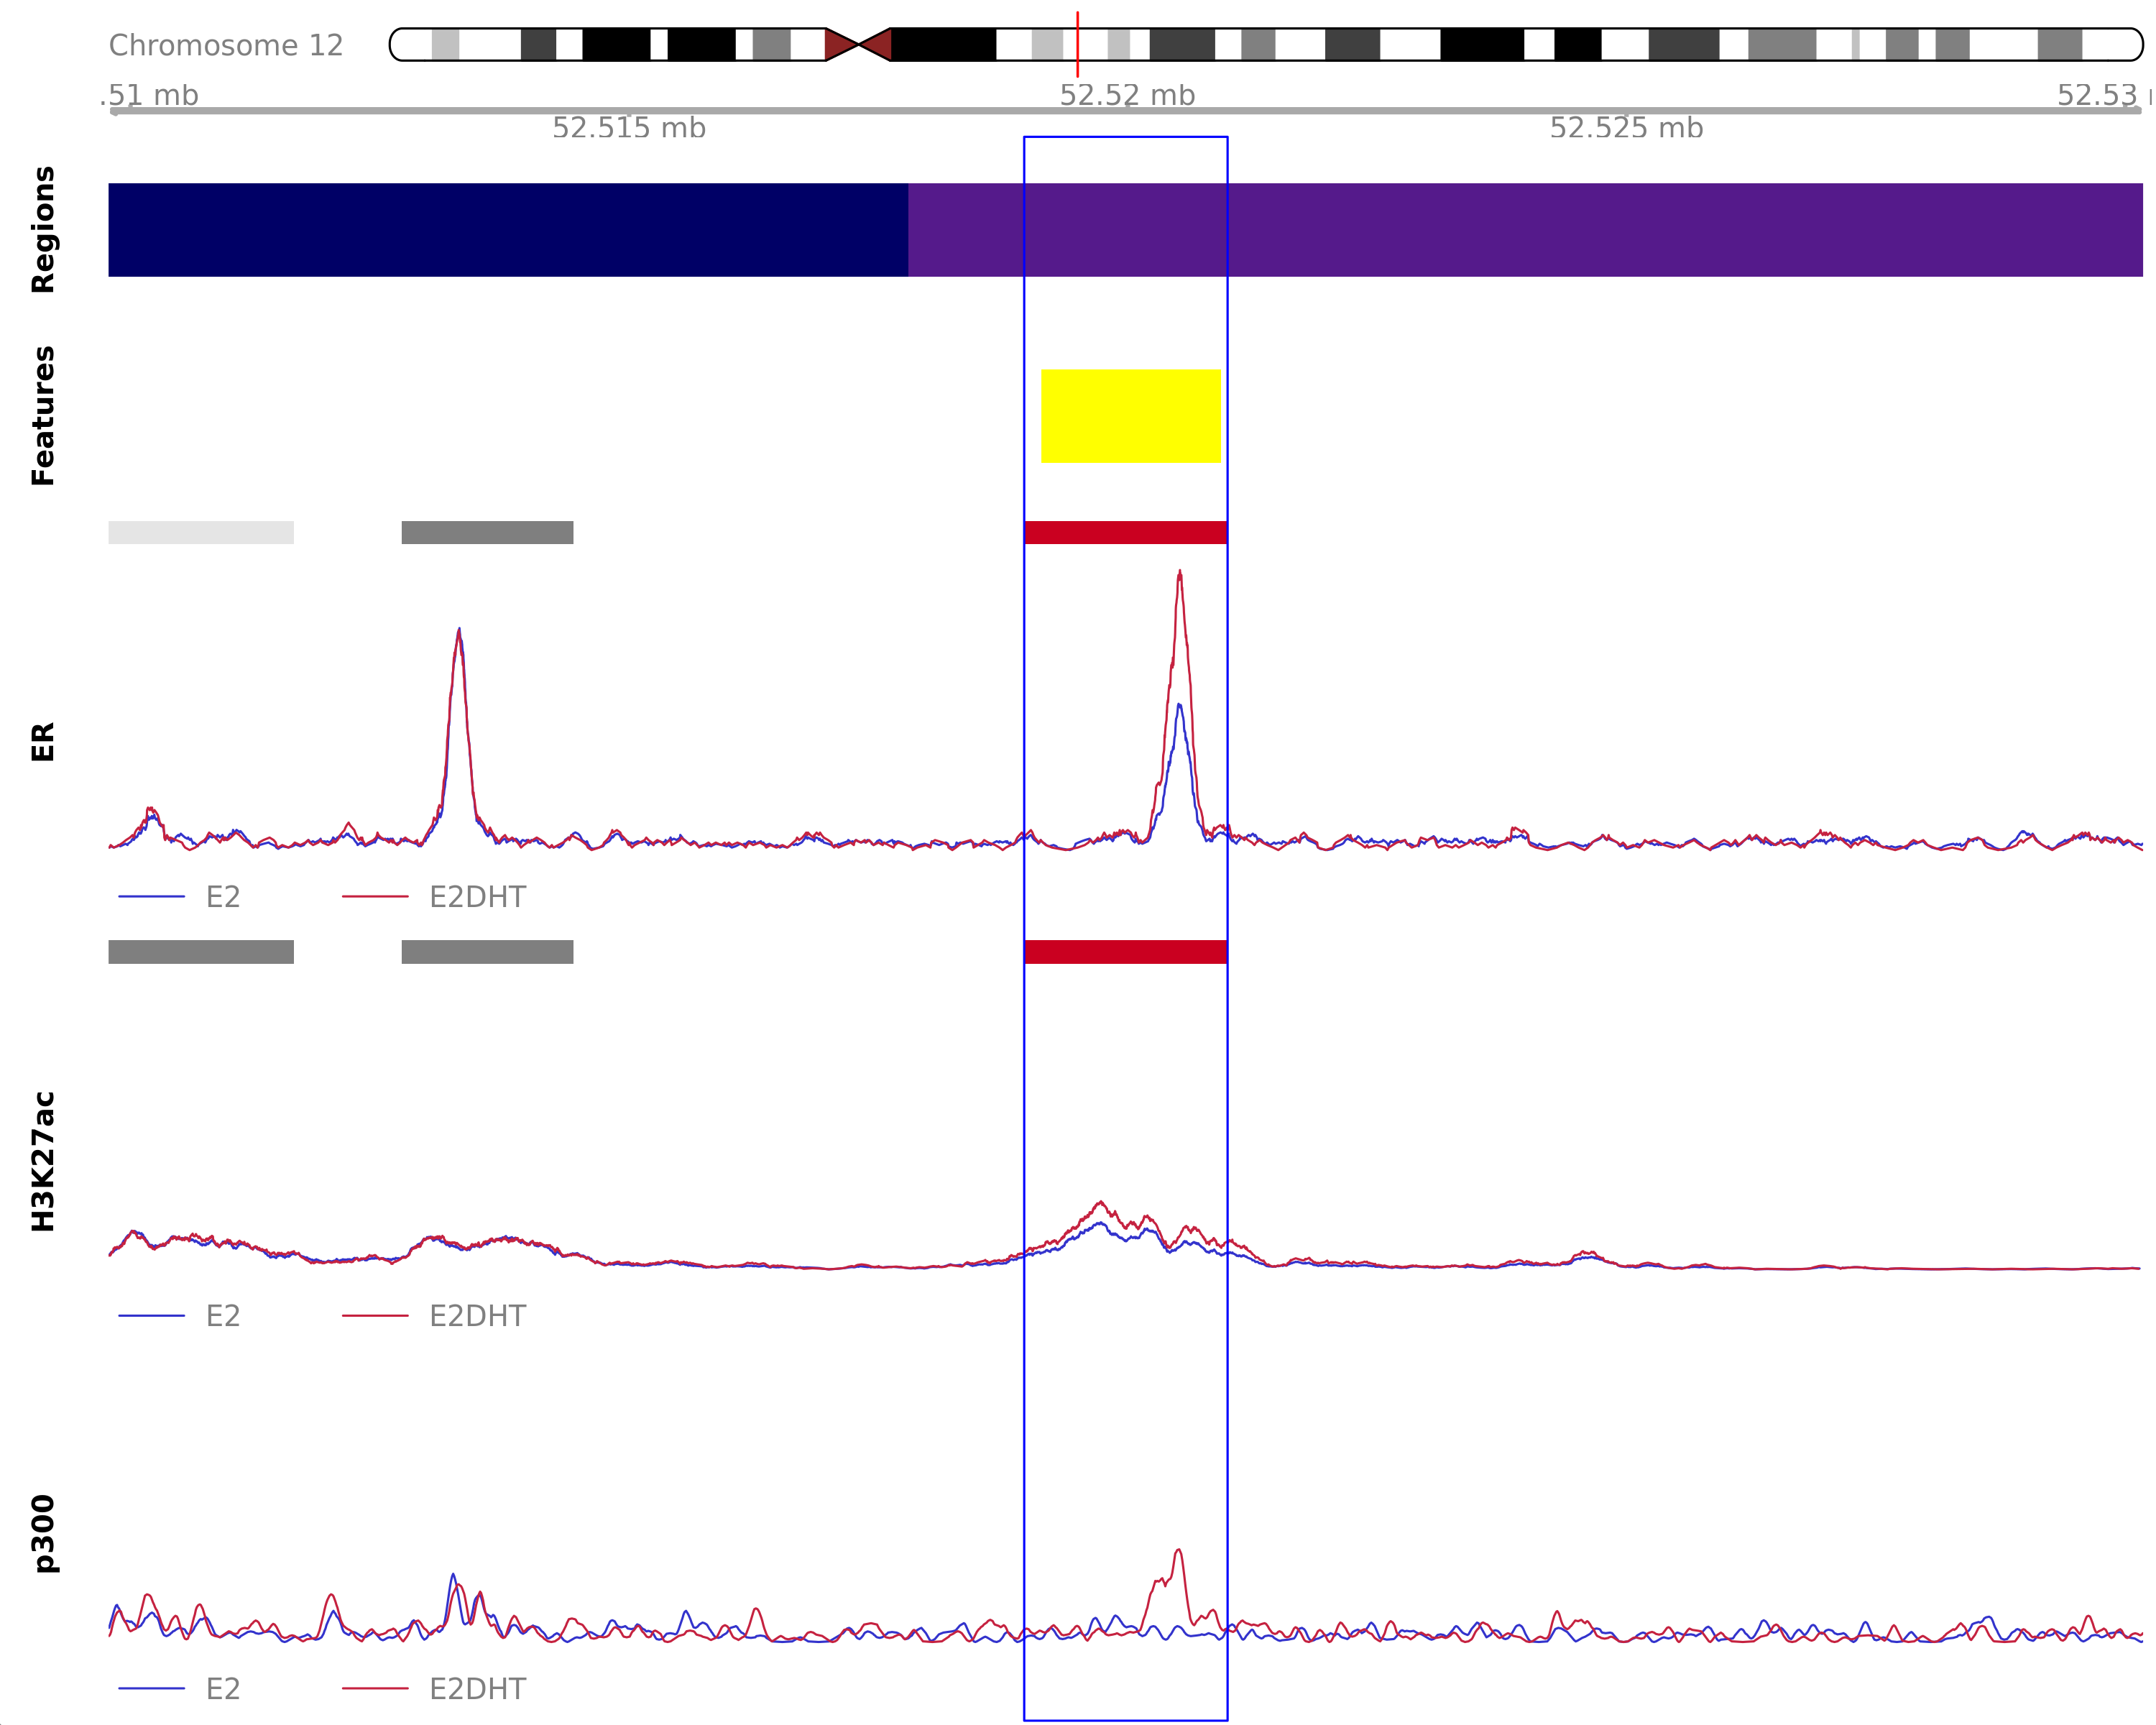 Chromosome 12
.51 mb 52.52 mb 52.53
52.515 mb 52.525 mb
Regions
Features
ER
E2 E2DHT
H3K27ac
E2 E2DHT
p300
E2 E2DHT